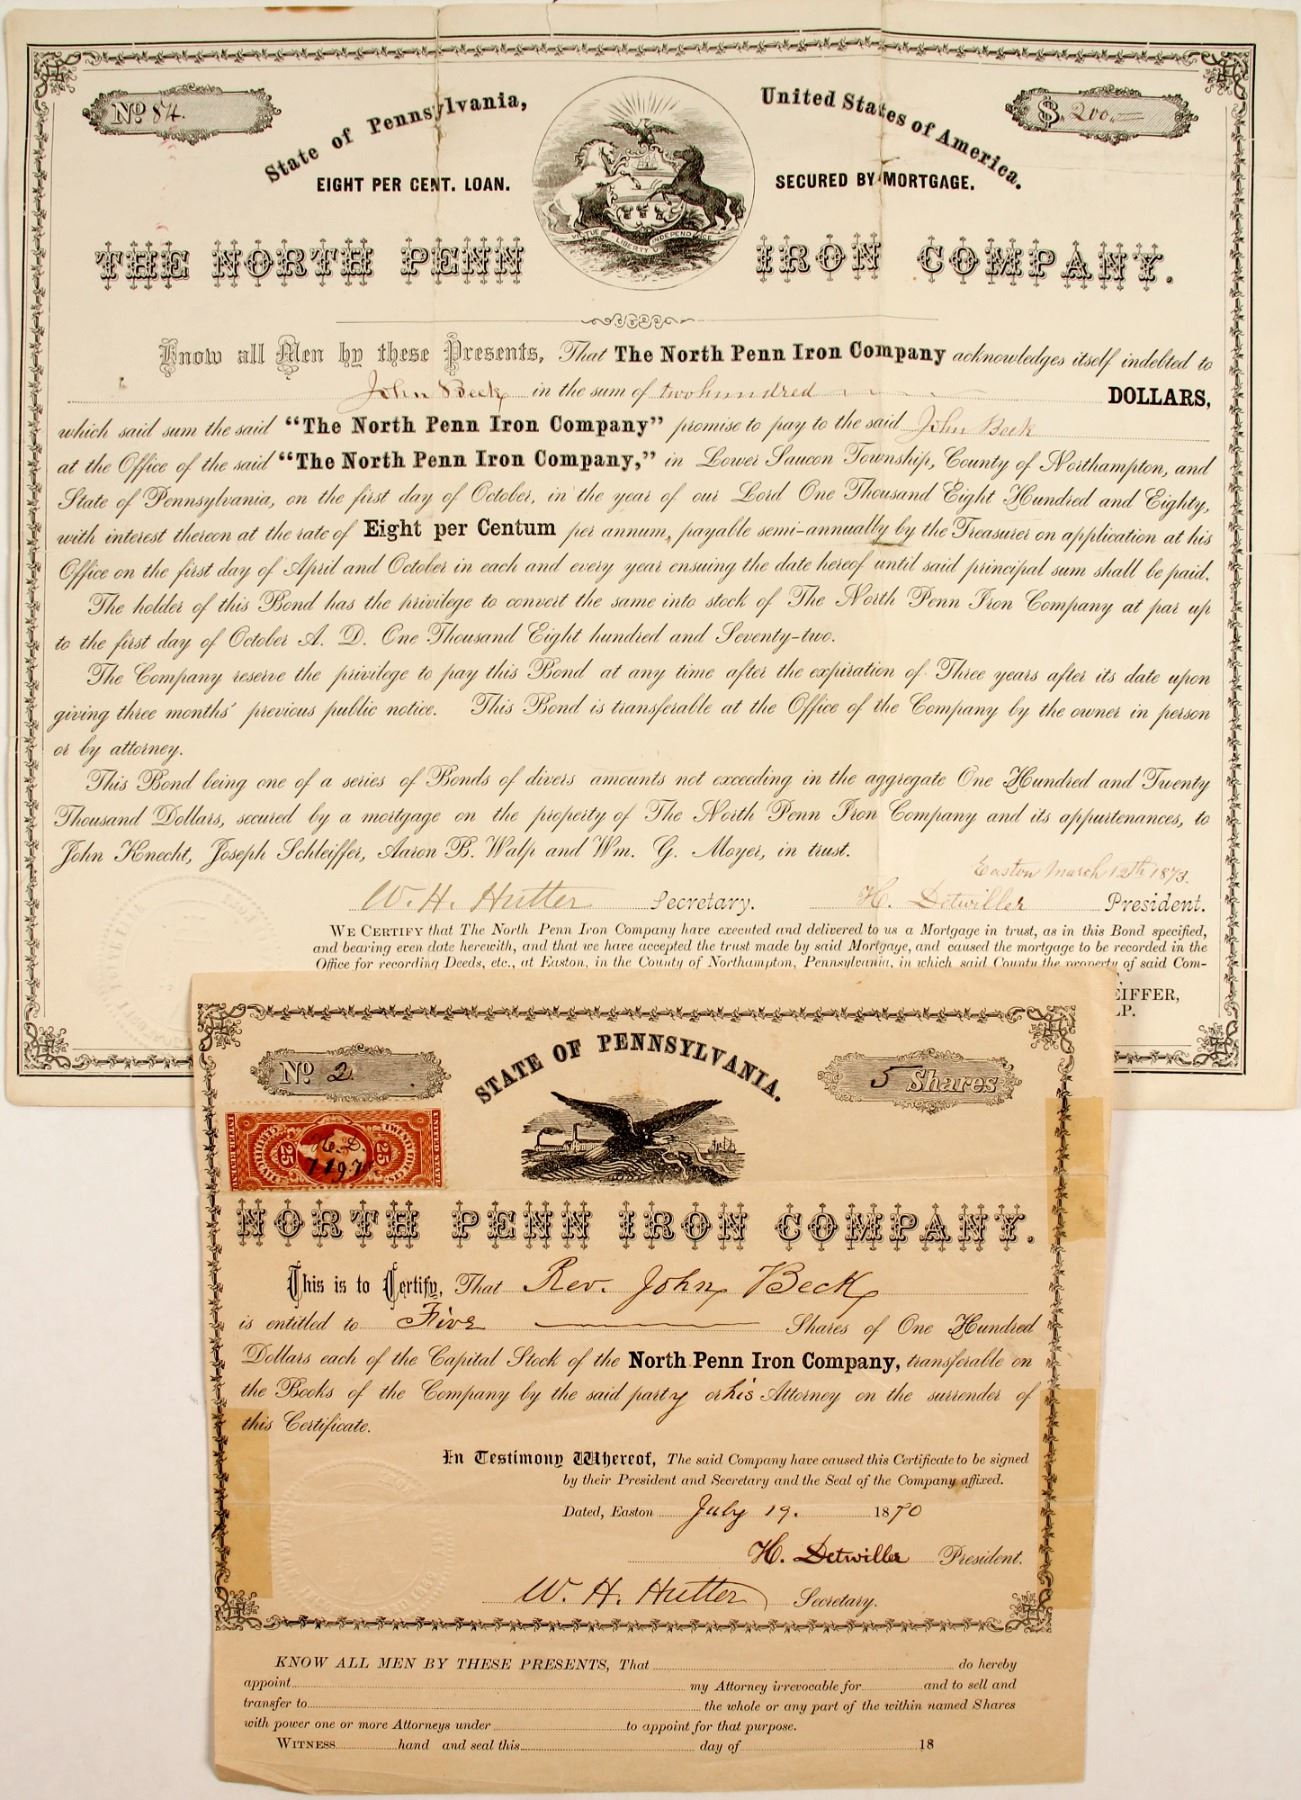 No 84.
State of Pennsylvania,
United States of America.
$ 200.
EIGHT PER CENT. LOAN.
SECURED BY MORTGAGE.
VIRTUE LIBERTY INDEPENDENCE
THE NORTH PENN IRON COMPANY.
Know all Men by these Presents, That The North Penn Iron Company acknowledges itself indebted to
John Beck in the sum of two hundred DOLLARS,
which said sum the said "The North Penn Iron Company" promise to pay to the said John Beck
at the Office of the said "The North Penn Iron Company," in Lower Saucon Township, County of Northampton, and
State of Pennsylvania, on the first day of October, in the year of our Lord One Thousand Eight Hundred and Eighty,
with interest thereon at the rate of Eight per Centum per annum, payable semi-annually by the Treasurer on application at his
Office on the first day of April and October in each and every year ensuing the date hereof until said principal sum shall be paid.
The holder of this Bond has the privilege to convert the same into stock of The North Penn Iron Company at par up
to the first day of October A. D. One Thousand Eight hundred and Seventy-two.
The Company reserve the privilege to pay this Bond at any time after the expiration of Three years after its date upon
giving three months' previous public notice. This Bond is transferable at the Office of the Company by the owner in person
or by attorney.
This Bond being one of a series of Bonds of divers amounts not exceeding in the aggregate One Hundred and Twenty
Thousand Dollars, secured by a mortgage on the property of The North Penn Iron Company and its appurtenances, to
John Knecht, Joseph Schleiffer, Aaron B. Walp and Wm. G. Moyer, in trust.
Easton March 12th 1873.
W. H. Hutter Secretary. H. Detwiller President.
WE CERTIFY that The North Penn Iron Company have executed and delivered to us a Mortgage in trust, as in this Bond specified,
and bearing even date herewith, and that we have accepted the trust made by said Mortgage, and caused the mortgage to be recorded in the
Office for recording Deeds, etc., at Easton, in the County of Northampton, Pennsylvania, in which said County the property of said Com-
EIFFER,
LP.
No 2.
STATE OF PENNSYLVANIA.
5 Shares
UNITED STATES
INTER. REVENUE
25
25
H. D.
NORTH PENN IRON COMPANY.
This is to Certify, That Rev. John Beck
is entitled to Five Shares of One Hundred
Dollars each of the Capital Stock of the North Penn Iron Company, transferable on
the Books of the Company by the said party or his Attorney on the surrender of
this Certificate.
In Testimony Whereof, The said Company have caused this Certificate to be signed
by their President and Secretary and the Seal of the Company affixed.
Dated, Easton July 19. 1870
H. Detwiller President.
W. H. Hutter Secretary.
KNOW ALL MEN BY THESE PRESENTS, That do hereby
appoint my Attorney irrevocable for and to sell and
transfer to the whole or any part of the within named Shares
with power one or more Attorneys under to appoint for that purpose.
WITNESS hand and seal this day of 18